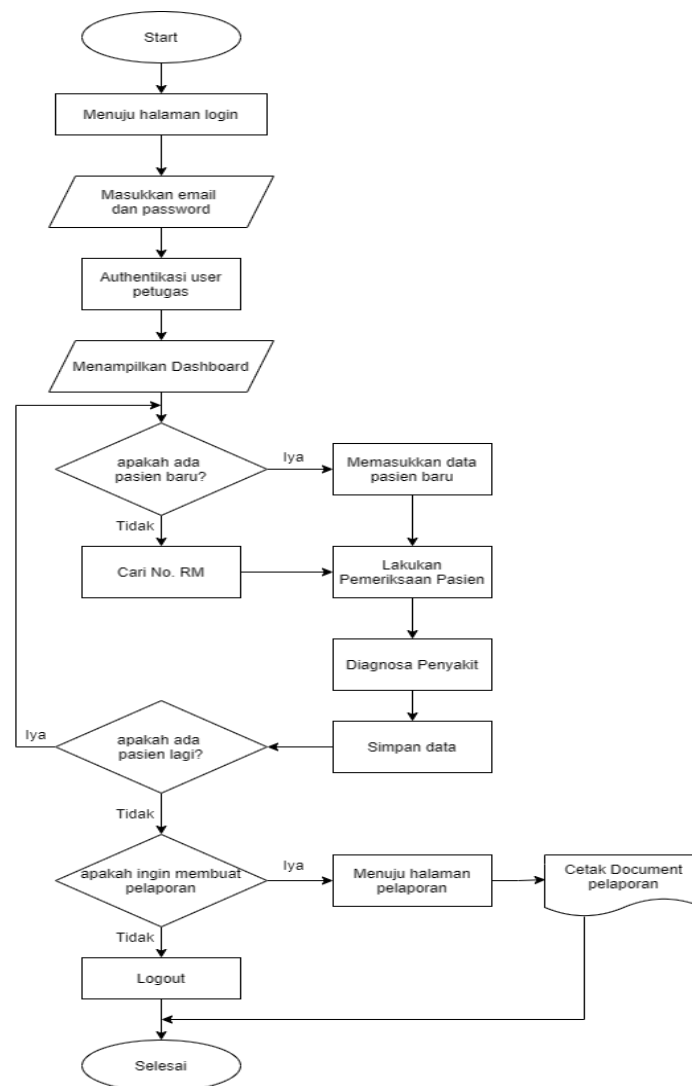 Start
Menuju halaman login
Masukkan email
dan password
Authentikasi user
petugas
Menampilkan Dashboard
apakah ada
pasien baru?
Iya
Memasukkan data
pasien baru
Tidak
Cari No. RM
Lakukan
Pemeriksaan Pasien
Diagnosa Penyakit
Iya
apakah ada
pasien lagi?
Simpan data
Tidak
apakah ingin membuat
pelaporan
Iya
Menuju halaman
pelaporan
Cetak Document
pelaporan
Tidak
Logout
Selesai